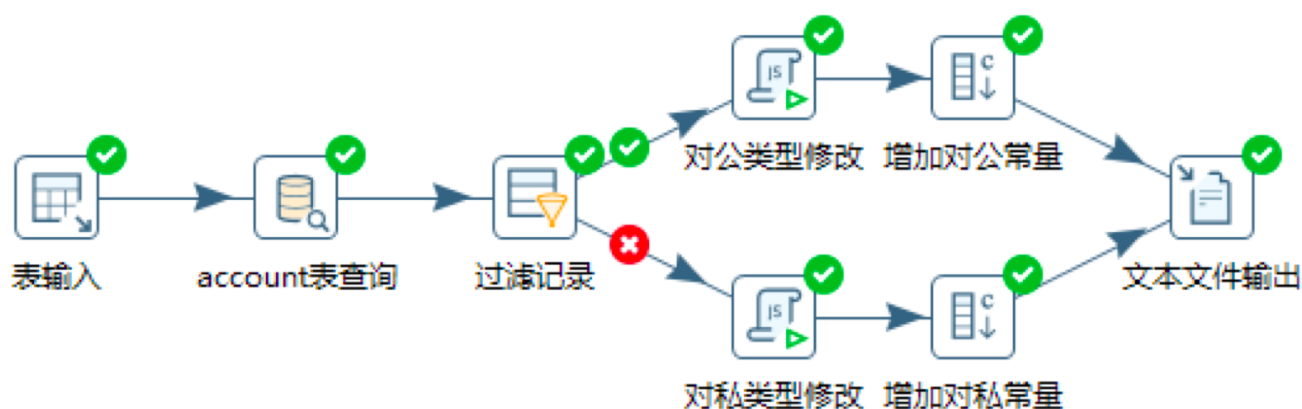 js
对公类型修改
c
增加对公常量
表输入
account表查询
过滤记录
文本文件输出
js
对私类型修改
c
增加对私常量